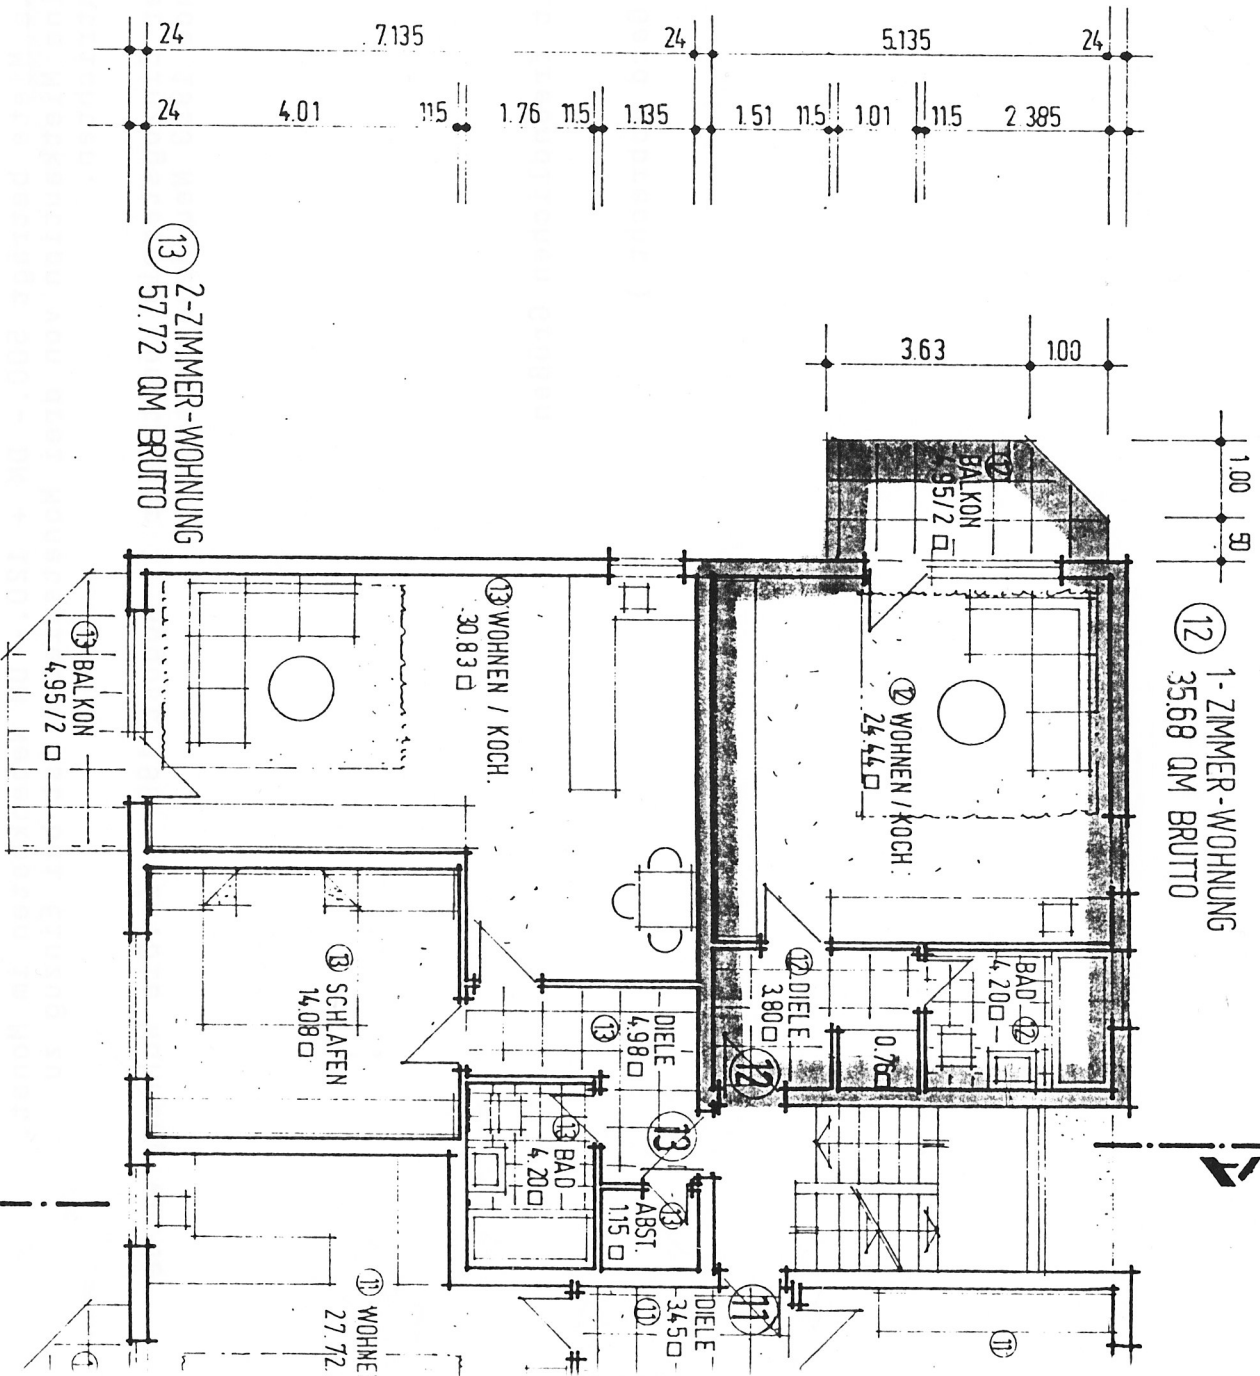 24 7.135 24 5.135 24
24 4.01 11.5 1.76 11.5 1.135 1.51 11.5 1.01 11.5 2.385
3.63 1.00
1.00 50
13 2-ZIMMER-WOHNUNG
57.72 QM BRUTTO
12 1-ZIMMER-WOHNUNG
35.68 QM BRUTTO
12
BALKON
4.95/2 □
13 WOHNEN / KOCH.
30.83 □
13 BALKON
4.95/2 □
12 WOHNEN / KOCH.
24.44 □
13 SCHLAFEN
14.08 □
DIELE
4.98 □
13
12 DIELE
3.80 □
0.76 □
BAD 12
4.20 □
12
13
13 BAD
4.20 □
13
ABST.
1.15 □
A
11 WOHNE
27.72
DIELE
3.45 □
11
11
11